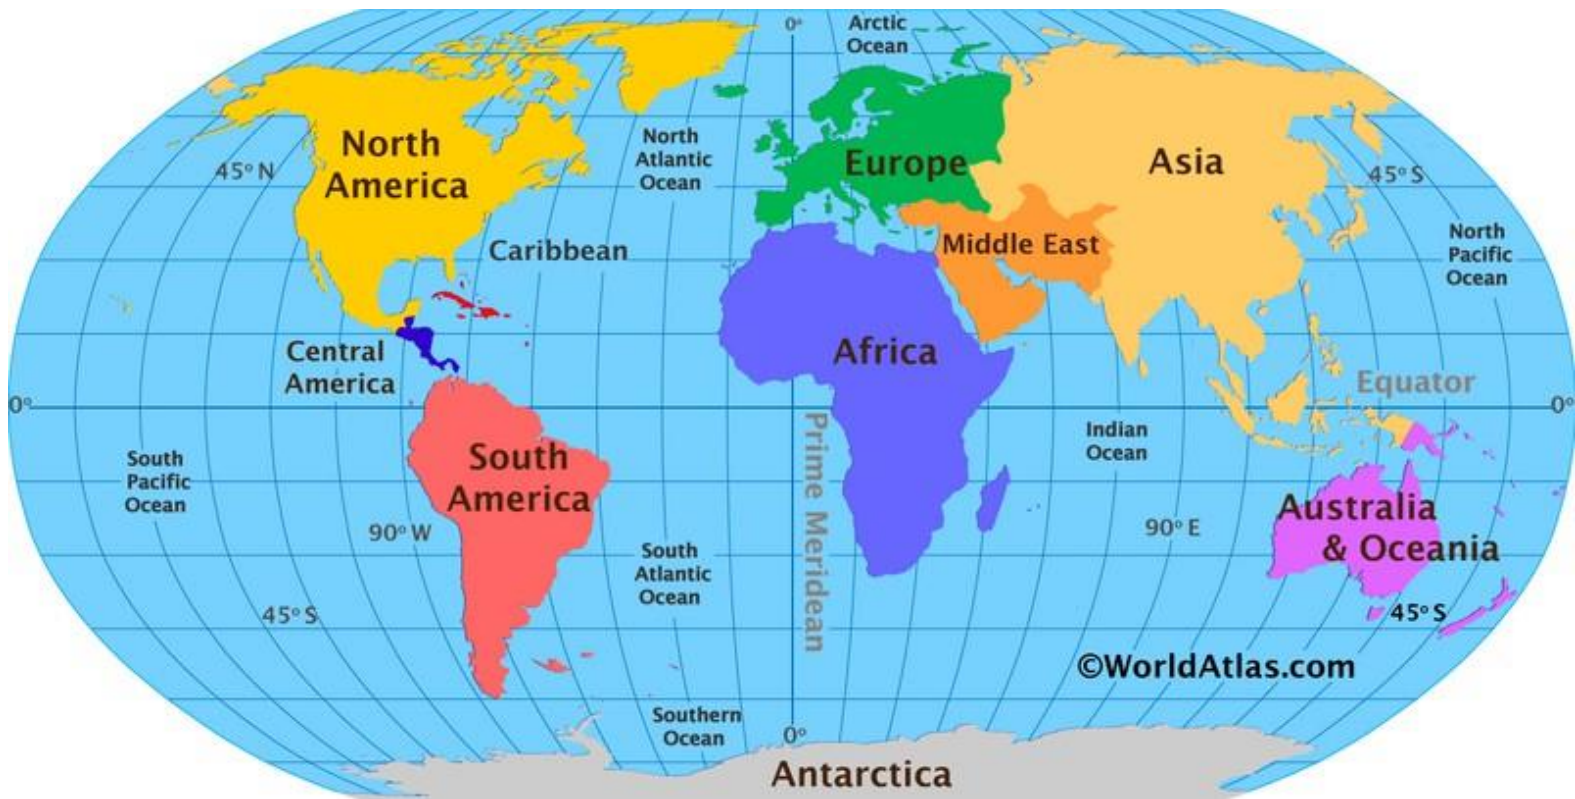 0°
Arctic
Ocean
North
America
45° N
North
Atlantic
Ocean
Europe
Asia
45° S
Caribbean
Middle East
North
Pacific
Ocean
Central
America
Africa
Equator
0°
0°
South
Pacific
Ocean
South
America
Prime Meridean
Indian
Ocean
90° W
90° E
Australia
& Oceania
South
Atlantic
Ocean
45° S
45° S
©WorldAtlas.com
Southern
Ocean
0°
Antarctica